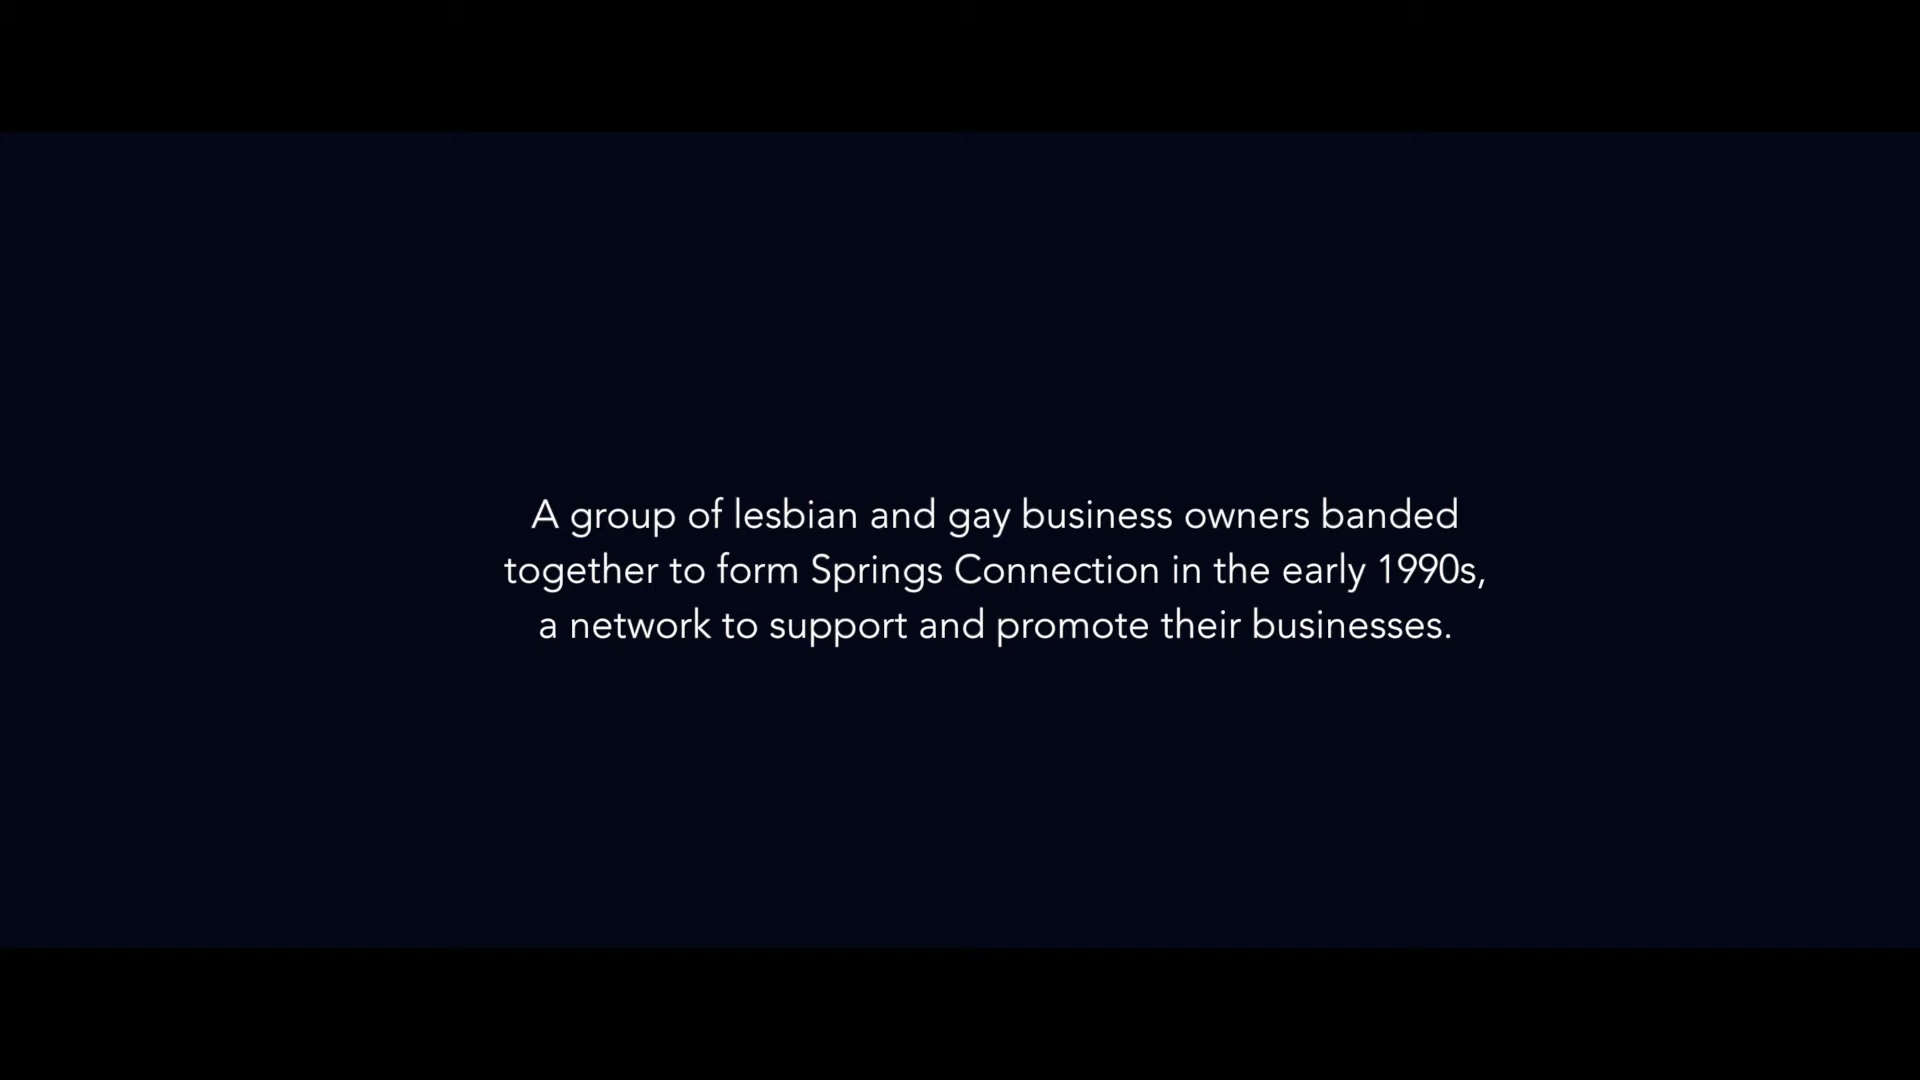 A group of lesbian and gay business owners banded
together to form Springs Connection in the early 1990s,
a network to support and promote their businesses.